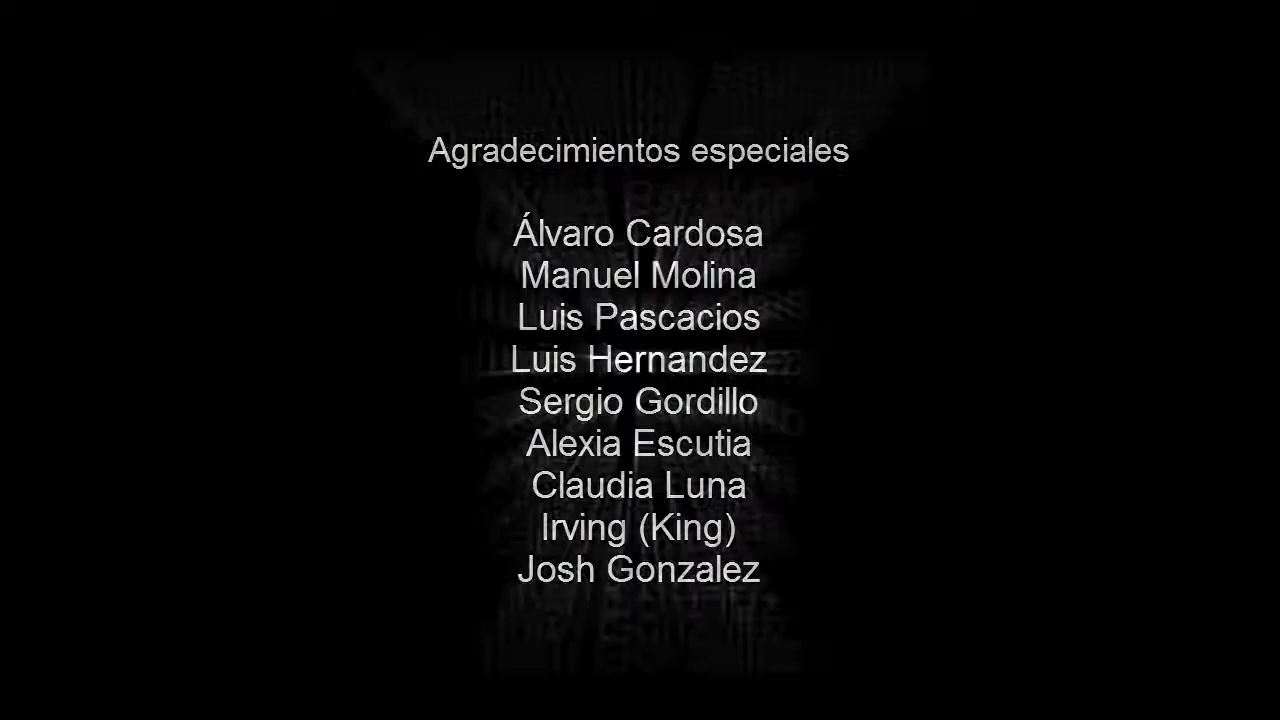 Agradecimientos especiales
Álvaro Cardosa
Manuel Molina
Luis Pascacios
Luis Hernandez
Sergio Gordillo
Alexia Escutia
Claudia Luna
Irving (King)
Josh Gonzalez